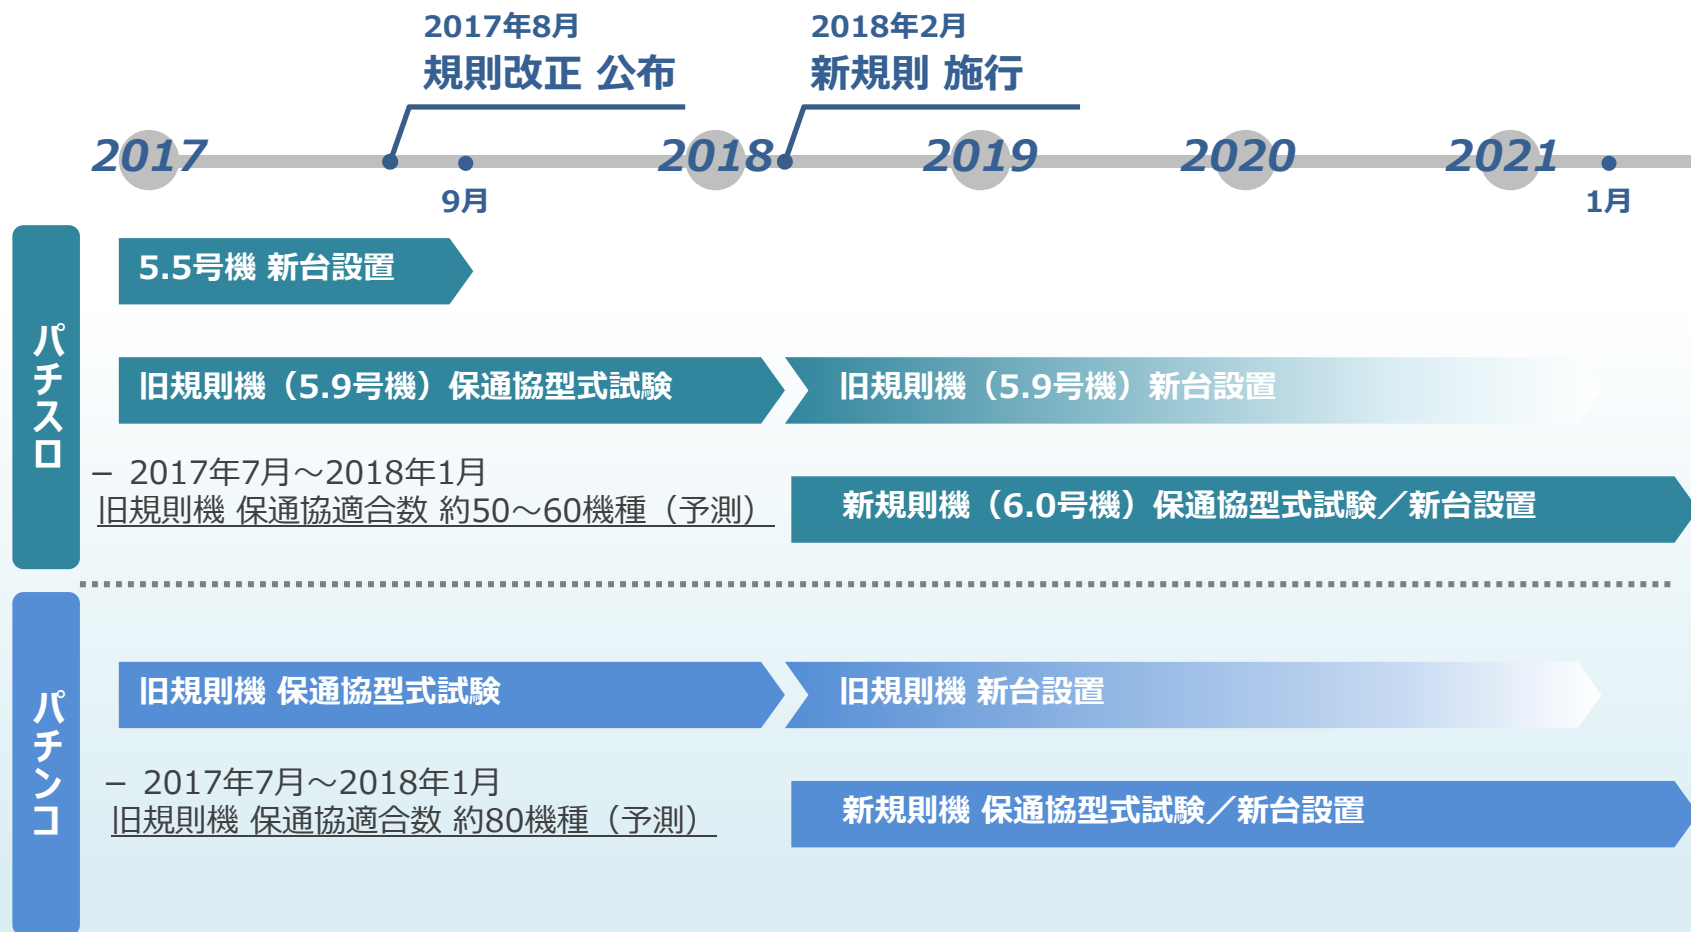 2017年8月
規則改正 公布
2018年2月
新規則 施行
2017
2018
2019
2020
2021
9月
1月
パチスロ
5.5号機 新台設置
旧規則機（5.9号機）保通協型式試験
旧規則機（5.9号機）新台設置
− 2017年7月～2018年1月
旧規則機 保通協適合数 約50～60機種（予測）
新規則機（6.0号機）保通協型式試験／新台設置
パチンコ
旧規則機 保通協型式試験
旧規則機 新台設置
− 2017年7月～2018年1月
旧規則機 保通協適合数 約80機種（予測）
新規則機 保通協型式試験／新台設置